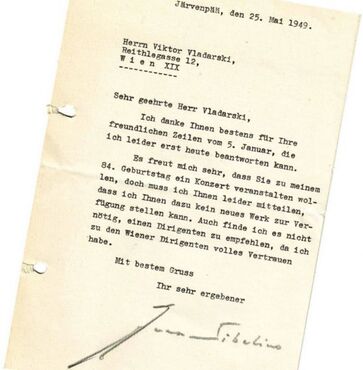 Järvenpää, den 25. Mai 1949.
Herrn Viktor Vladarski,
Reithlegasse 12,
Wien XIX
Sehr geehrte Herr Vladarski,
Ich danke Ihnen bestens für Ihre
freundlichen Zeilen vom 5. Januar, die
ich leider erst heute beantworten kann.
Es freut mich sehr, dass Sie zu meinem
84. Geburtstag ein Konzert veranstalten wol-
len, doch muss ich Ihnen leider mitteilen,
dass ich Ihnen dazu kein neues Werk zur Ver-
fügung stellen kann. Auch finde ich es nicht
nötig, einen Dirigenten zu empfehlen, da ich
zu den Wiener Dirigenten volles Vertrauen
habe.
Mit bestem Gruss
Ihr sehr ergebener
Jean Sibelius